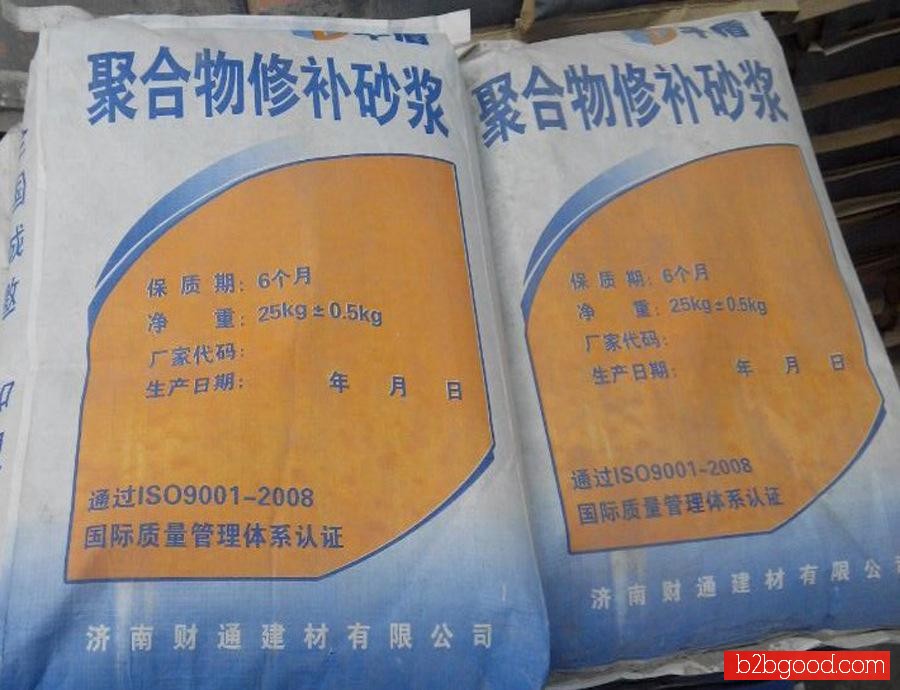 聚合物修补砂浆
保质期：6个月
净重：25kg±0.5kg
厂家代码：
生产日期： 年 月 日
通过ISO9001-2008
国际质量管理体系认证
济南财通建材有限公司
聚合物修补砂浆
保质期：6个月
净重：25kg±0.5kg
厂家代码：
生产日期： 年 月 日
通过ISO9001-2008
国际质量管理体系认证
济南财通建材有限公
b2bgood.com